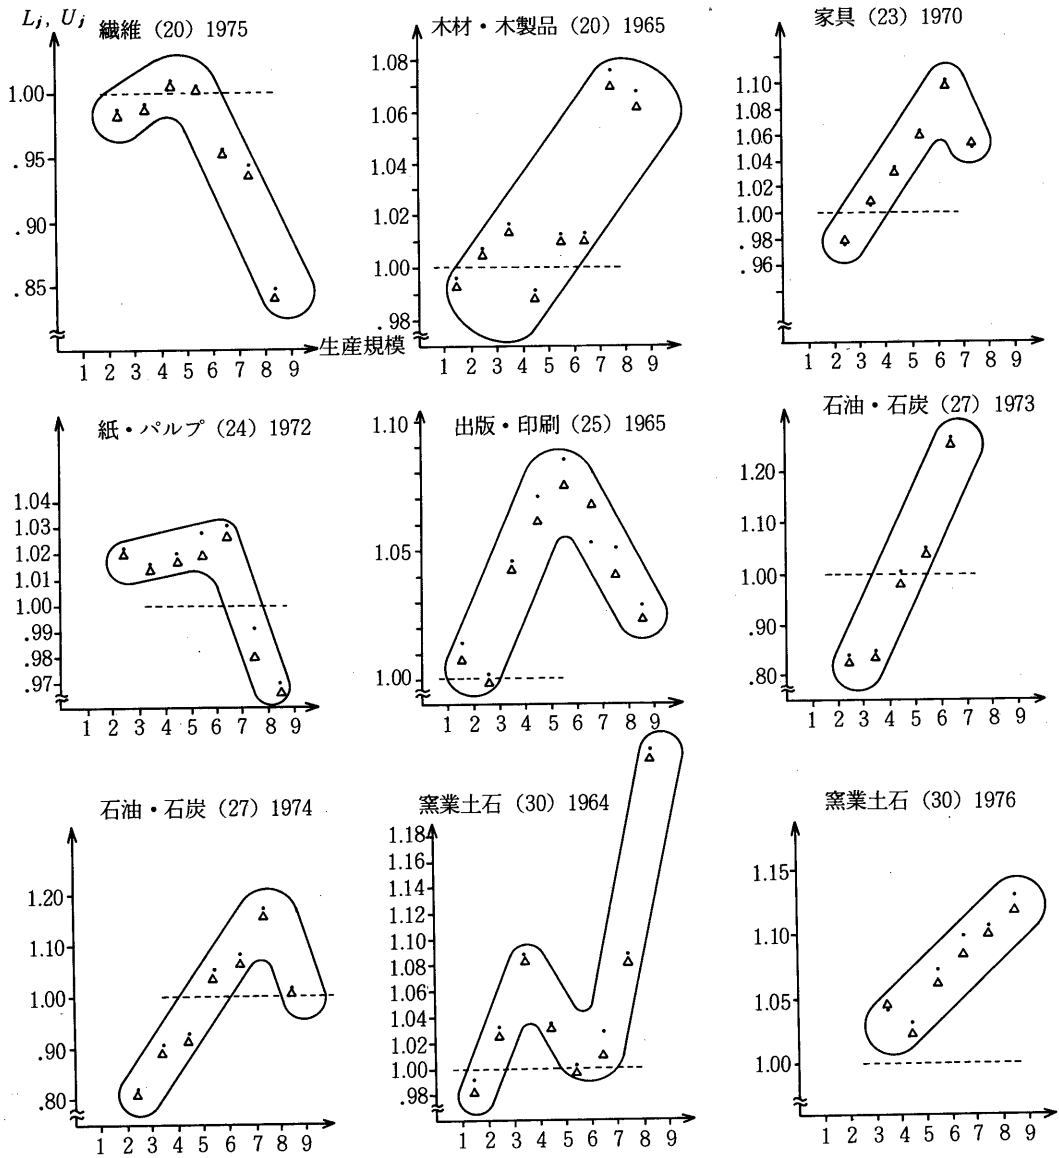 Lj, Uj
繊維（20）1975
1.00
.95
.90
.85
1 2 3 4 5 6 7 8 9
生産規模
木材・木製品（20）1965
1.08
1.06
1.04
1.02
1.00
.98
1 2 3 4 5 6 7 8 9
家具（23）1970
1.10
1.08
1.06
1.04
1.02
1.00
.98
.96
1 2 3 4 5 6 7 8 9
紙・パルプ（24）1972
1.04
1.03
1.02
1.01
1.00
.99
.98
.97
1 2 3 4 5 6 7 8 9
出版・印刷（25）1965
1.10
1.05
1.00
1 2 3 4 5 6 7 8 9
石油・石炭（27）1973
1.20
1.10
1.00
.90
.80
1 2 3 4 5 6 7 8 9
石油・石炭（27）1974
1.20
1.10
1.00
.90
.80
1 2 3 4 5 6 7 8 9
窯業土石（30）1964
1.18
1.16
1.14
1.12
1.10
1.08
1.06
1.04
1.02
1.00
.98
1 2 3 4 5 6 7 8 9
窯業土石（30）1976
1.15
1.10
1.05
1.00
1 2 3 4 5 6 7 8 9